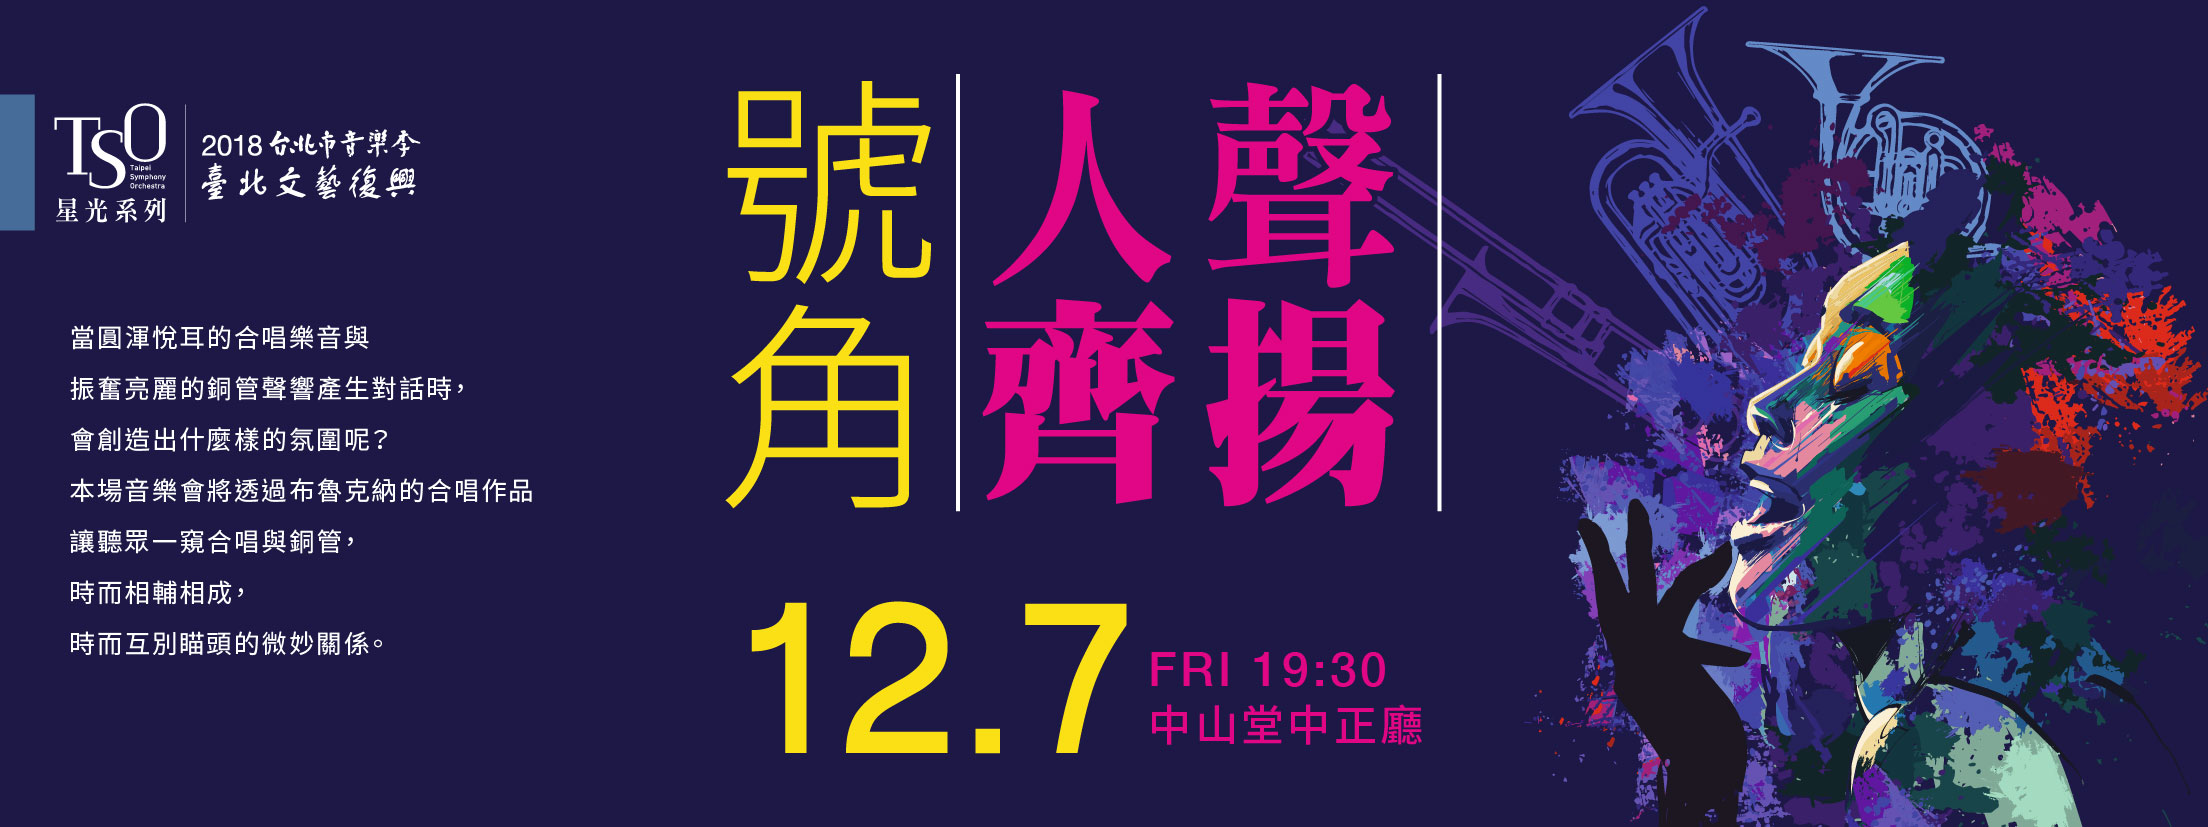 TSO
Taipei
Symphony
Orchestra
星光系列
2018 台北市音樂季
臺北文藝復興
當圓渾悅耳的合唱樂音與
振奮亮麗的銅管聲響產生對話時，
會創造出什麼樣的氛圍呢？
本場音樂會將透過布魯克納的合唱作品
讓聽眾一窺合唱與銅管，
時而相輔相成，
時而互別瞄頭的微妙關係。
號角
人聲
齊揚
12.7
FRI 19:30
中山堂中正廳